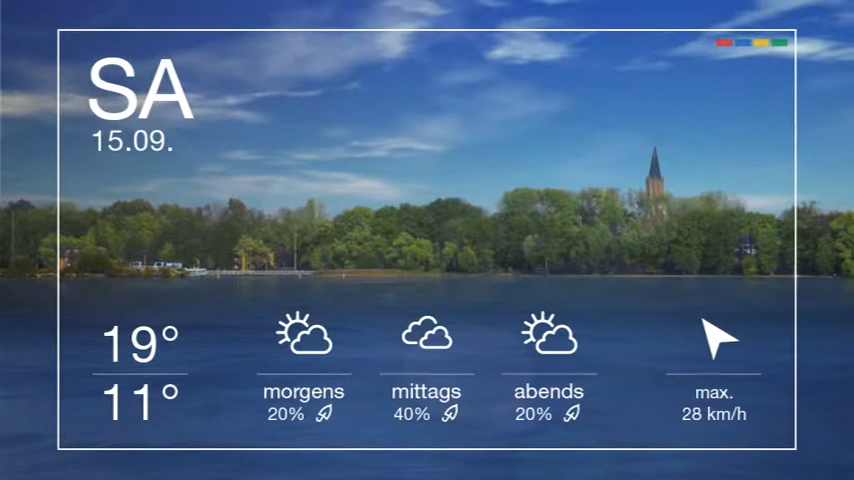 SA
15.09.
19°
11°
morgens
20%
mittags
40%
abends
20%
max.
28 km/h